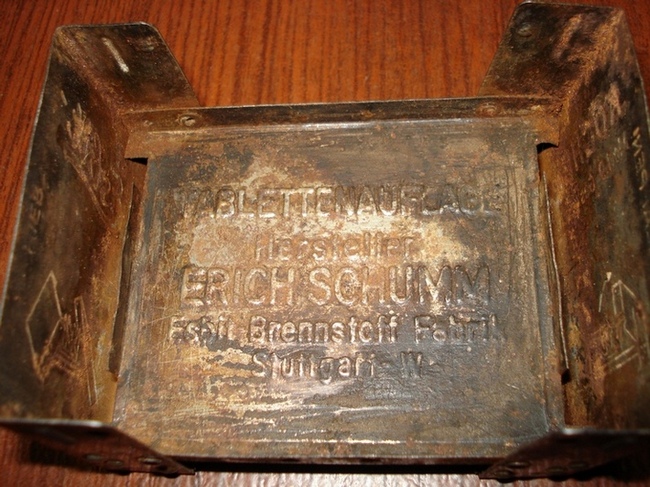 TABLETTENAUFLAGE
Hersteller
ERICH SCHUMM
Esbit Brennstoff Fabrik
Stuttgart-W